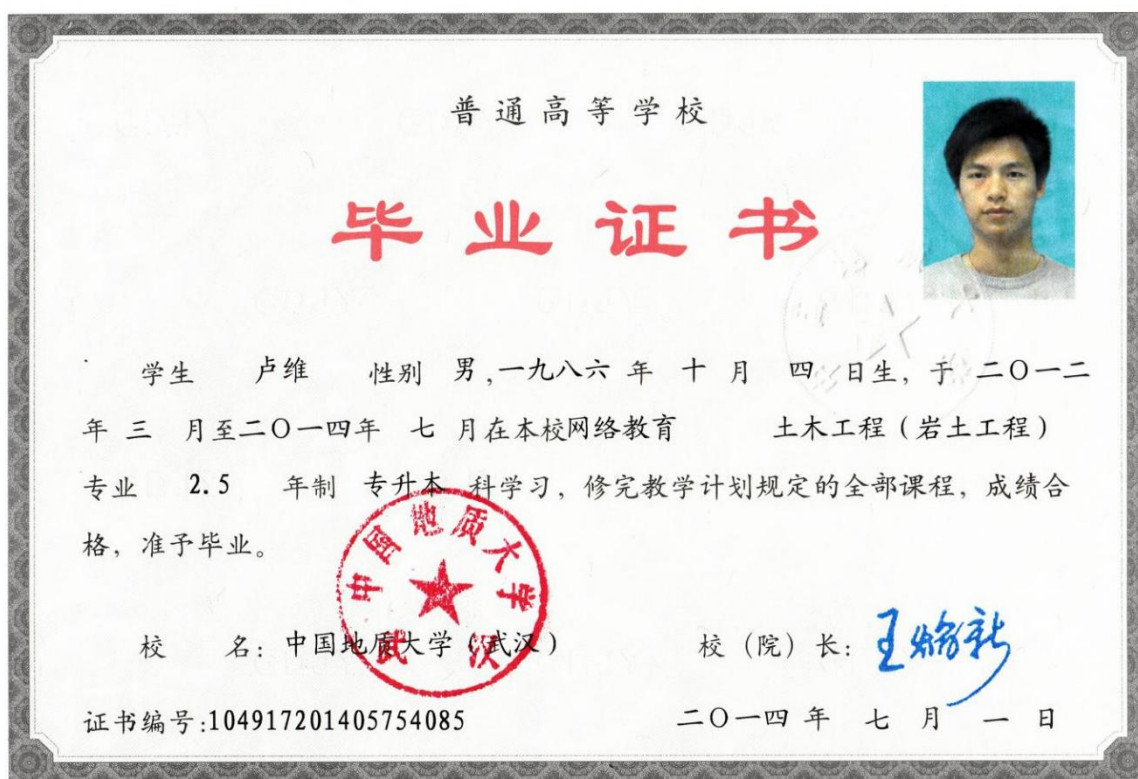 普通高等学校
毕业证书
学生 卢维 性别 男,一九八六 年 十 月 四 日生，于 二〇一二
年 三 月至二〇一四年 七 月在本校网络教育 土木工程（岩土工程）
专业 2.5 年制 专升本 科学习，修完教学计划规定的全部课程，成绩合
格，准予毕业。
中国地质大学
武汉
校 名：中国地质大学（武汉） 校（院）长：
证书编号:104917201405754085 二〇一四 年 七 月 一 日